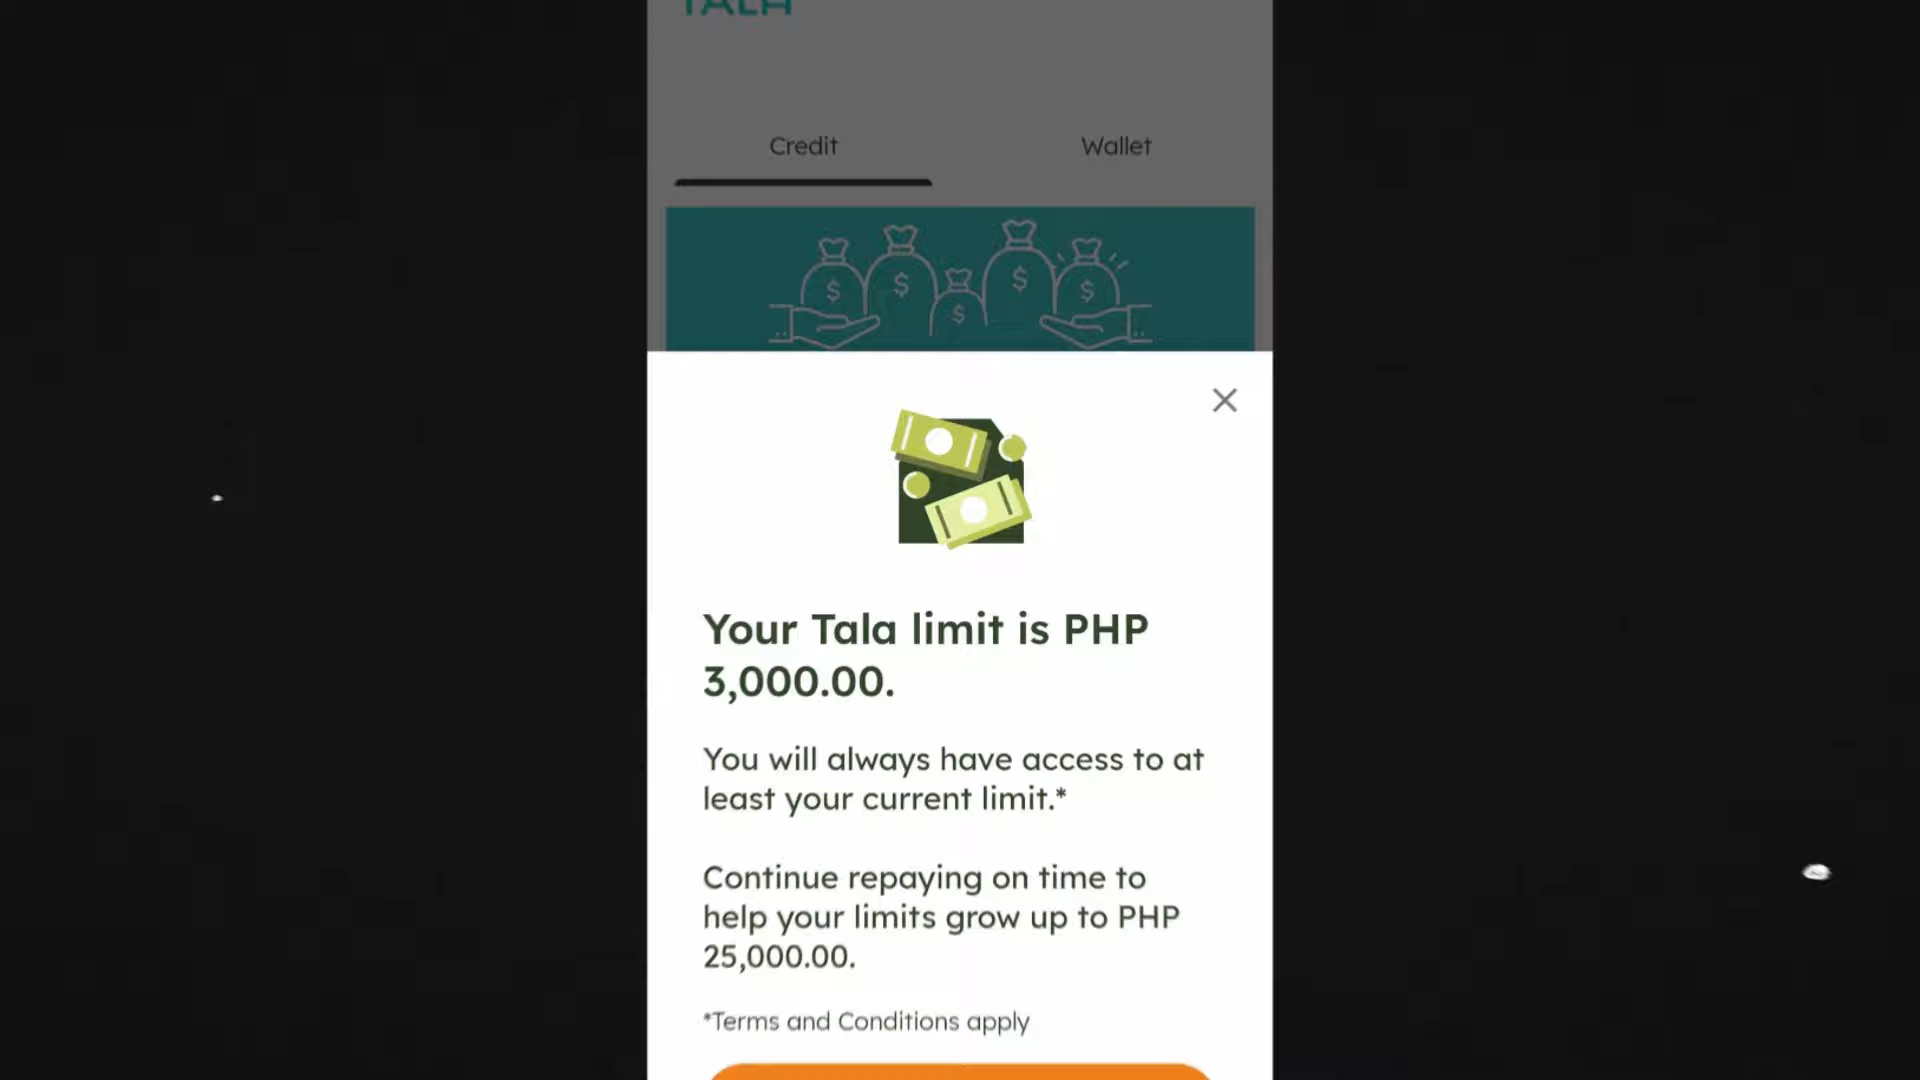 TALA
Credit
Wallet
$ $ $ $ $
Your Tala limit is PHP
3,000.00.
You will always have access to at
least your current limit.*
Continue repaying on time to
help your limits grow up to PHP
25,000.00.
*Terms and Conditions apply